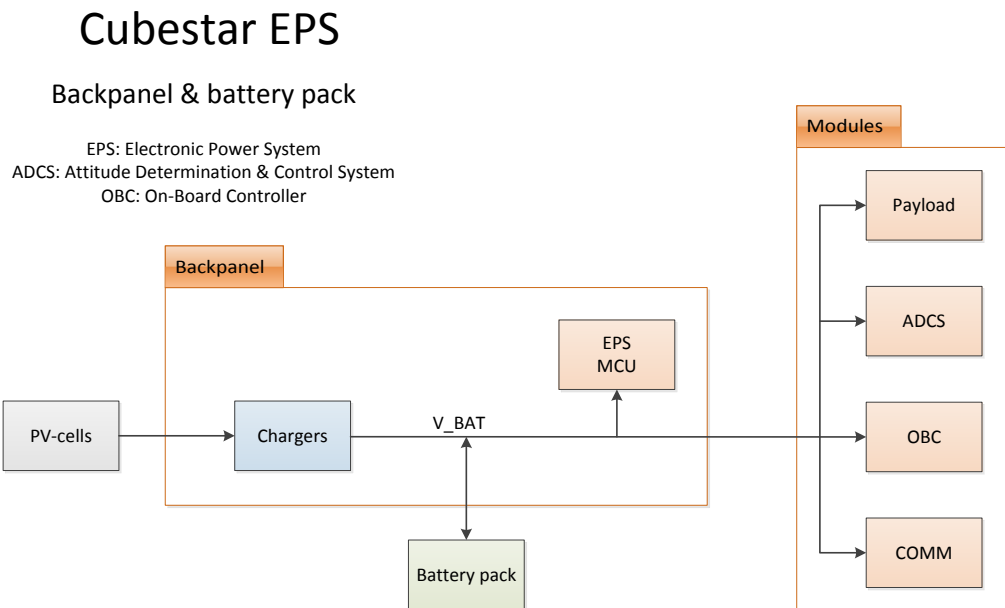 Cubestar EPS
Backpanel & battery pack
EPS: Electronic Power System
ADCS: Attitude Determination & Control System
OBC: On-Board Controller
Modules
Payload
Backpanel
ADCS
EPS
MCU
PV-cells
Chargers
V_BAT
OBC
COMM
Battery pack